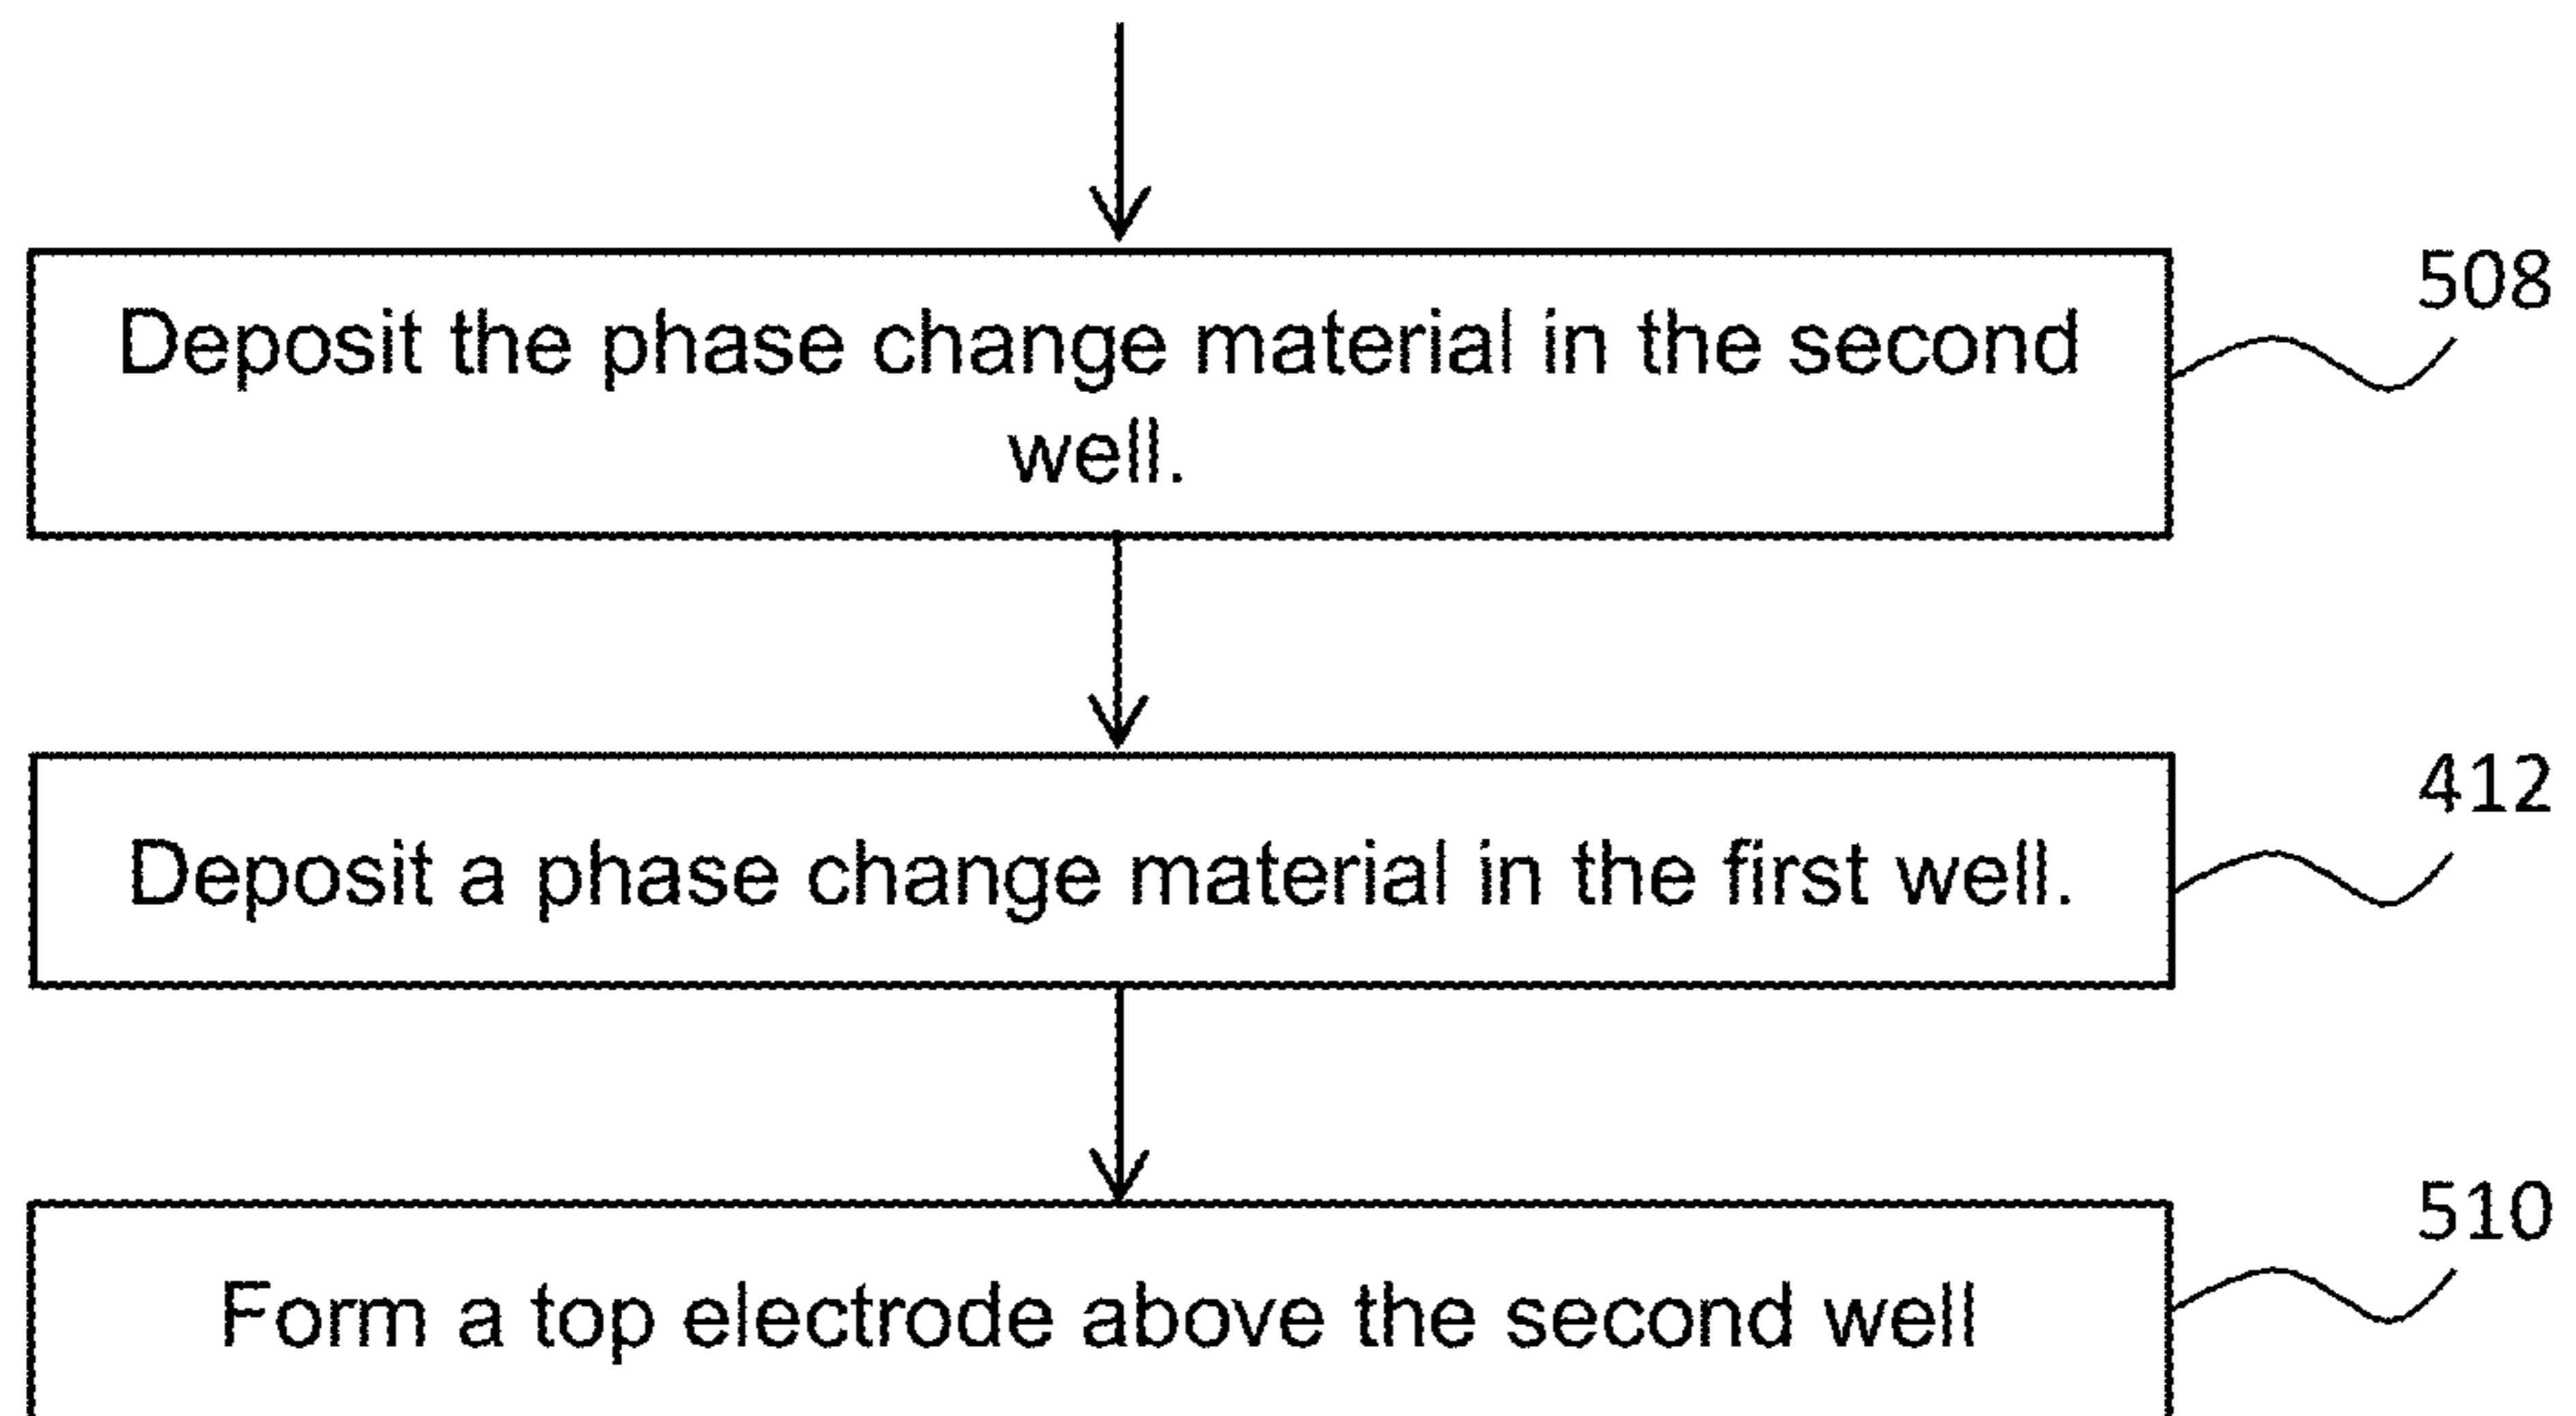 508
Deposit the phase change material in the second
well.
412
Deposit a phase change material in the first well.
510
Form a top electrode above the second well